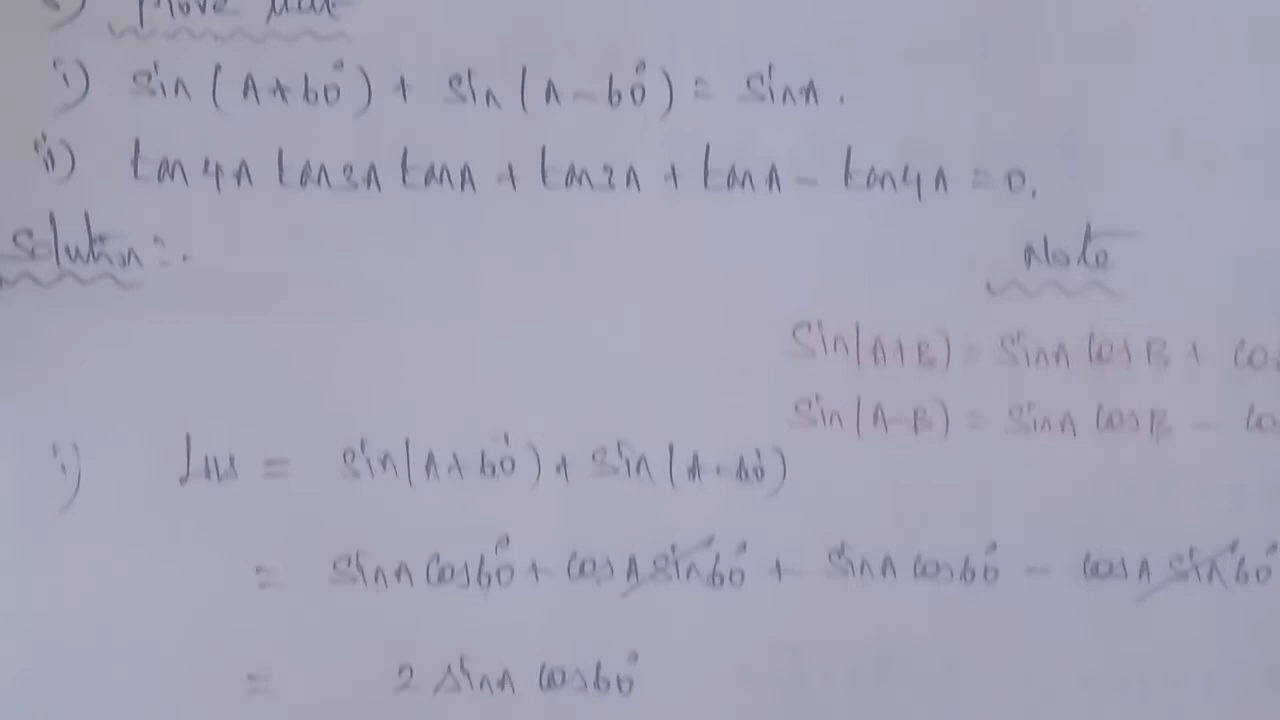 Prove that
i) sin(A+60°) + sin(A-60°) = sinA.
ii) tan4A tan3A tanA + tan3A + tanA - tan4A = 0.
Solution:-
Note
Sin(A+B) = SinA CosB + Co
Sin(A-B) = SinA CosB - Co
i) LHS = sin(A+60°) + sin(A-60°)
= sinA cos60° + cosA sin60° + sinA cos60° - cosA sin60°
= 2 sinA cos60°